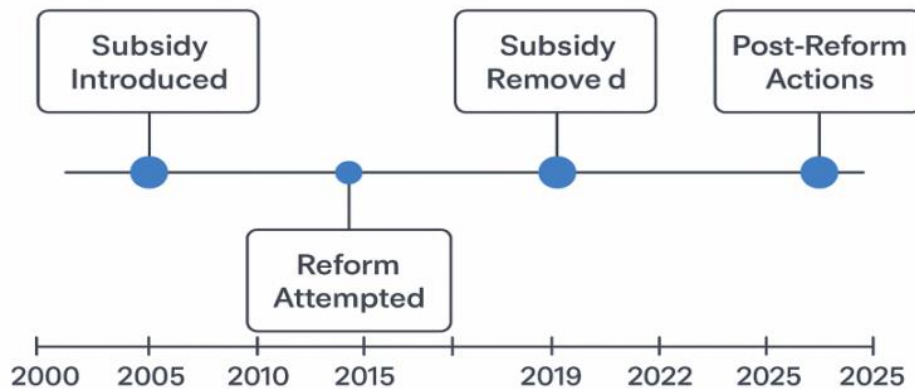 Subsidy
Introduced
Subsidy
Remove d
Post-Reform
Actions
Reform
Attempted
2000 2005 2010 2015 2019 2022 2025 2025